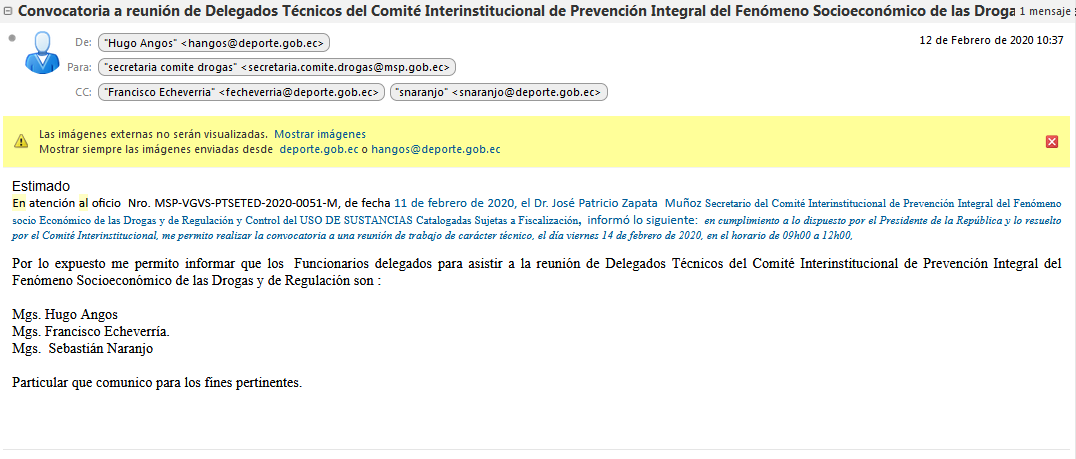 Convocatoria a reunión de Delegados Técnicos del Comité Interinstitucional de Prevención Integral del Fenómeno Socioeconómico de las Droga 1 mensaje
De: "Hugo Angos" <hangos@deporte.gob.ec> 12 de Febrero de 2020 10:37
Para: "secretaria comite drogas" <secretaria.comite.drogas@msp.gob.ec>
CC: "Francisco Echeverria" <fecheverria@deporte.gob.ec> "snaranjo" <snaranjo@deporte.gob.ec>
Las imágenes externas no serán visualizadas. Mostrar imágenes
Mostrar siempre las imágenes enviadas desde deporte.gob.ec o hangos@deporte.gob.ec
Estimado
En atención al oficio Nro. MSP-VGVS-PTSETED-2020-0051-M, de fecha 11 de febrero de 2020, el Dr. José Patricio Zapata Muñoz Secretario del Comité Interinstitucional de Prevención Integral del Fenómeno
socio Económico de las Drogas y de Regulación y Control del USO DE SUSTANCIAS Catalogadas Sujetas a Fiscalización, informó lo siguiente: en cumplimiento a lo dispuesto por el Presidente de la República y lo resuelto
por el Comité Interinstitucional, me permito realizar la convocatoria a una reunión de trabajo de carácter técnico, el día viernes 14 de febrero de 2020, en el horario de 09h00 a 12h00,
Por lo expuesto me permito informar que los Funcionarios delegados para asistir a la reunión de Delegados Técnicos del Comité Interinstitucional de Prevención Integral del
Fenómeno Socioeconómico de las Drogas y de Regulación son :
Mgs. Hugo Angos
Mgs. Francisco Echeverría.
Mgs. Sebastián Naranjo
Particular que comunico para los fines pertinentes.